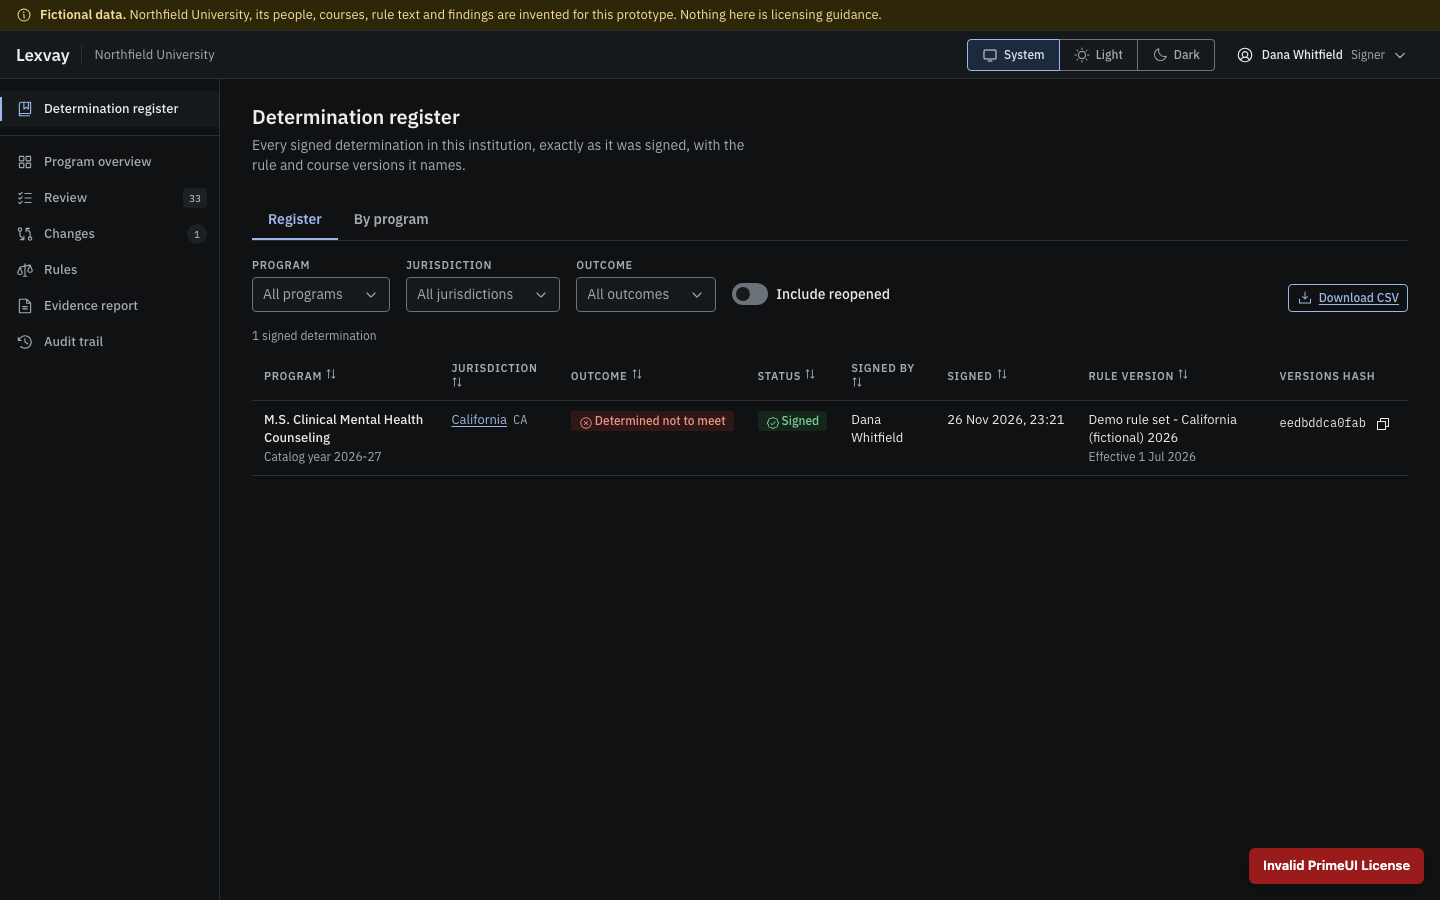 Fictional data. Northfield University, its people, courses, rule text and findings are invented for this prototype. Nothing here is licensing guidance.
Lexvay
Northfield University
System
Light
Dark
Dana Whitfield
Signer
Determination register
Program overview
Review
33
Changes
1
Rules
Evidence report
Audit trail
Determination register
Every signed determination in this institution, exactly as it was signed, with the
rule and course versions it names.
Register
By program
PROGRAM
JURISDICTION
OUTCOME
All programs
All jurisdictions
All outcomes
Include reopened
Download CSV
1 signed determination
PROGRAM
JURISDICTION
OUTCOME
STATUS
SIGNED BY
SIGNED
RULE VERSION
VERSIONS HASH
M.S. Clinical Mental Health
Counseling
Catalog year 2026-27
California CA
Determined not to meet
Signed
Dana
Whitfield
26 Nov 2026, 23:21
Demo rule set - California
(fictional) 2026
Effective 1 Jul 2026
eedbddca0fab
Invalid PrimeUI License